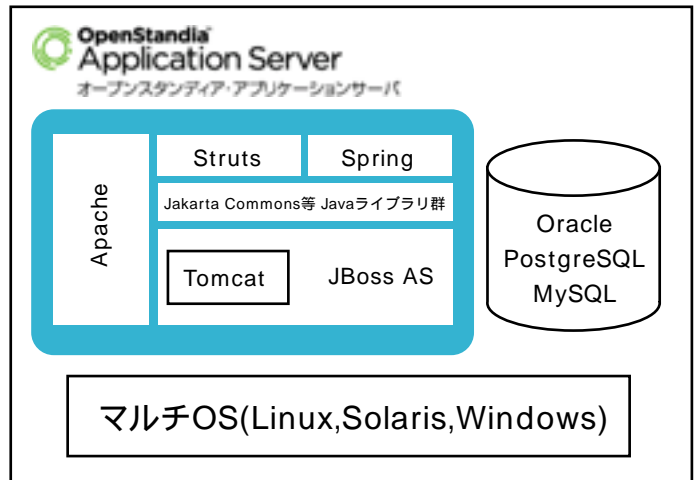 OpenStandia
Application Server
オープンスタンディア・アプリケーションサーバ
Apache
Struts
Spring
Jakarta Commons等 Javaライブラリ群
Tomcat
JBoss AS
Oracle
PostgreSQL
MySQL
マルチOS(Linux,Solaris,Windows)